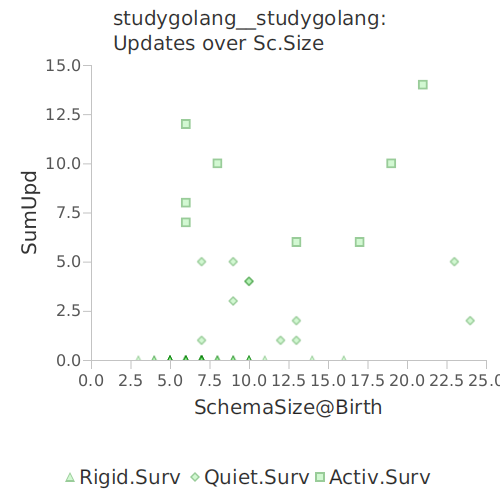 studygolang__studygolang:
Updates over Sc.Size
15.0
12.5
10.0
7.5
5.0
2.5
0.0
SumUpd
0.0 2.5 5.0 7.5 10.0 12.5 15.0 17.5 20.0 22.5 25.0
SchemaSize@Birth
Rigid.Surv Quiet.Surv Activ.Surv